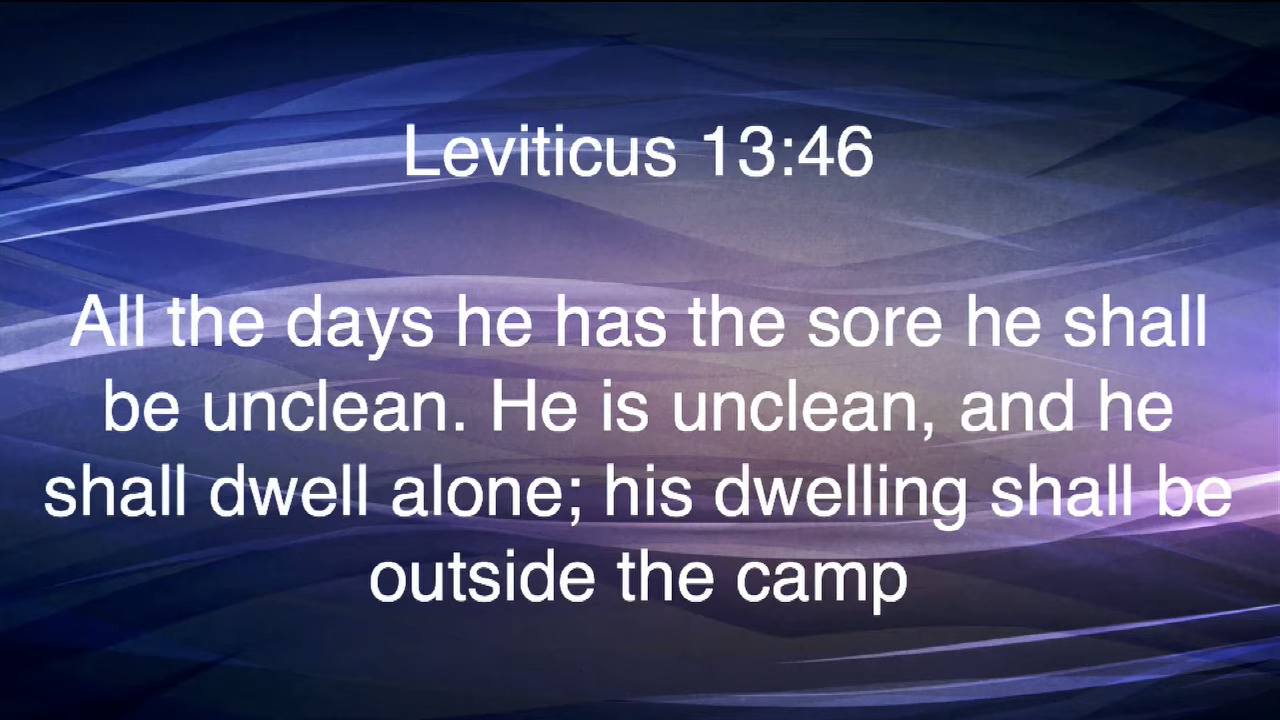 Leviticus 13:46
All the days he has the sore he shall
be unclean. He is unclean, and he
shall dwell alone; his dwelling shall be
outside the camp